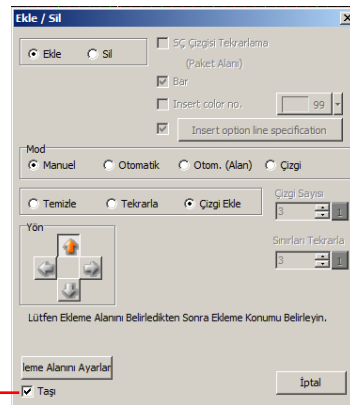 Ekle / Sil
Ekle Sil
SÇ Çizgisi Tekrarlama
(Paket Alanı)
Bar
Insert color no. 99
Insert option line specification
Mod
Manuel Otomatik Otom. (Alan) Çizgi
Temizle Tekrarla Çizgi Ekle
Çizgi Sayısı
3 1
Yön
Sınırları Tekrarla
3 1
Lütfen Ekleme Alanını Belirledikten Sonra Ekleme Konumu Belirleyin.
leme Alanını Ayarlar
Taşı
İptal